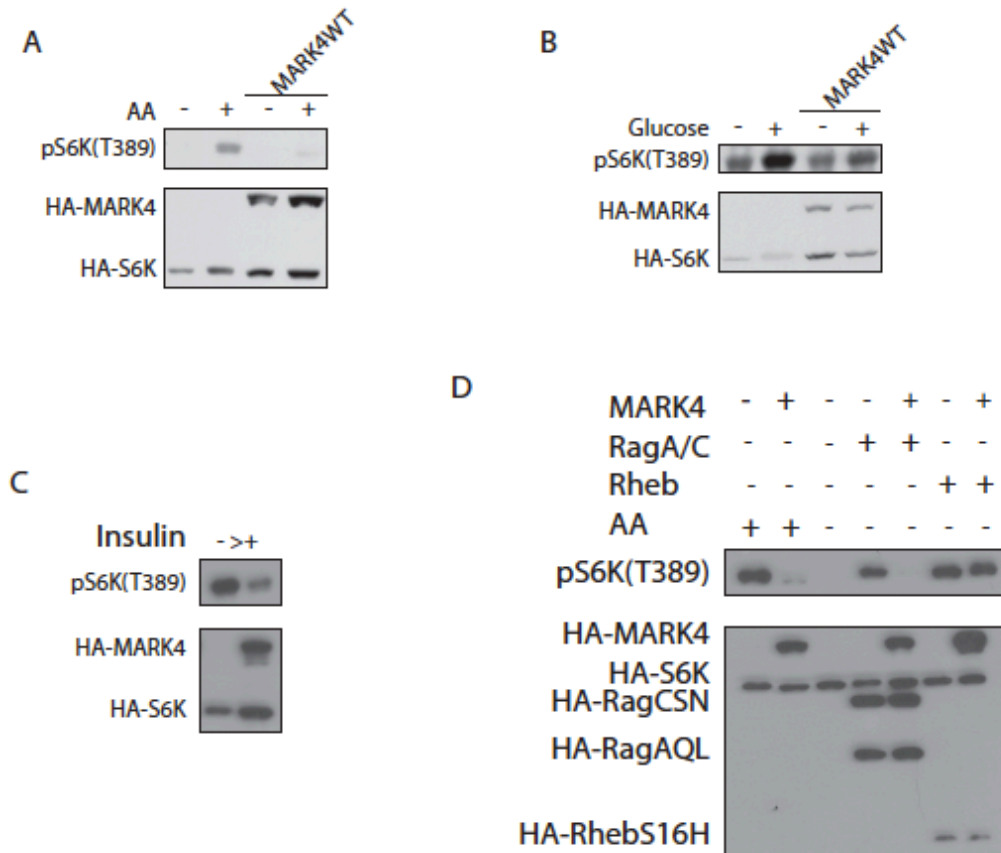 A
MARK4WT
AA - + - +
pS6K(T389)
HA-MARK4
HA-S6K
B
MARK4WT
Glucose - + - +
pS6K(T389)
HA-MARK4
HA-S6K
C
Insulin - >+
pS6K(T389)
HA-MARK4
HA-S6K
D
MARK4 - + - - + - +
RagA/C - - - + + - -
Rheb - - - - - + +
AA + + - - - - -
pS6K(T389)
HA-MARK4
HA-S6K
HA-RagCSN
HA-RagAQL
HA-RhebS16H